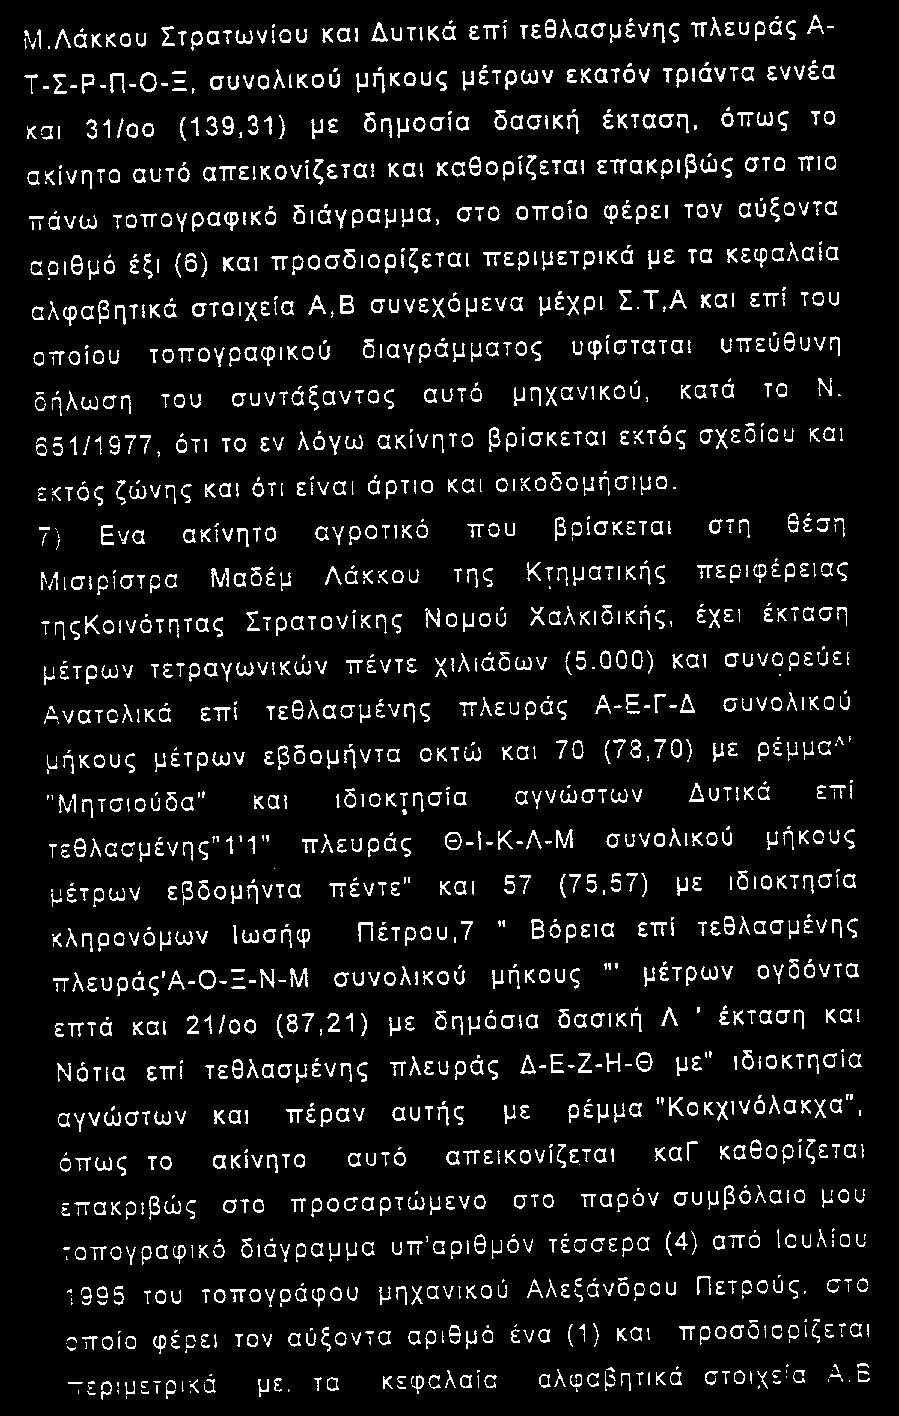 Μ.Λάκκου Στρατωνίου και Δυτικά επί τεθλασμένης πλευράς Α-
Τ-Σ-Ρ-Π-Ο-Ξ, συνολικού μήκους μέτρων εκατόν τριάντα εννέα
και 31/οο (139,31) με δημοσία δασική έκταση, όπως το
ακίνητο αυτό απεικονίζεται και καθορίζεται επακριβώς στο πιο
πάνω τοπογραφικό διάγραμμα, στο οποίο φέρει τον αύξοντα
αριθμό έξι (6) και προσδιορίζεται περιμετρικά με τα κεφαλαία
αλφαβητικά στοιχεία Α,Β συνεχόμενα μέχρι Σ.Τ,Α και επί του
οποίου τοπογραφικού διαγράμματος υφίσταται υπεύθυνη
δήλωση του συντάξαντος αυτό μηχανικού, κατά το Ν.
651/1977, ότι το εν λόγω ακίνητο βρίσκεται εκτός σχεδίου και
εκτός ζώνης και ότι είναι άρτιο και οικοδομήσιμο.
7) Ενα ακίνητο αγροτικό που βρίσκεται στη θέση
Μισιρίστρα Μαδέμ Λάκκου της Κτηματικής περιφέρειας
τηςΚοινότητας Στρατονίκης Νομού Χαλκιδικής, έχει έκταση
μέτρων τετραγωνικών πέντε χιλιάδων (5.000) και συνορεύει
Ανατολικά επί τεθλασμένης πλευράς Α-Ε-Γ-Δ συνολικού
μήκους μέτρων εβδομήντα οκτώ και 70 (78,70) με ρέμμα^'
"Μητσιούδα" και ιδιοκτησία αγνώστων Δυτικά επί
τεθλασμένης"1'1" πλευράς Θ-Ι-Κ-Λ-Μ συνολικού μήκους
μέτρων εβδομήντα πέντε" και 57 (75,57) με ιδιοκτησία
κληρονόμων Ιωσήφ Πέτρου,7 " Βόρεια επί τεθλασμένης
πλευράς'Α-Ο-Ξ-Ν-Μ συνολικού μήκους "' μέτρων ογδόντα
επτά και 21/οο (87,21) με δημόσια δασική Λ ' έκταση και
Νότια επί τεθλασμένης πλευράς Δ-Ε-Ζ-Η-Θ με" ιδιοκτησία
αγνώστων και πέραν αυτής με ρέμμα "Κοκχινόλακχα",
όπως το ακίνητο αυτό απεικονίζεται καΓ καθορίζεται
επακριβώς στο προσαρτώμενο στο παρόν συμβόλαιο μου
τοπογραφικό διάγραμμα υπ'αριθμόν τέσσερα (4) από Ιουλίου
1995 του τοπογράφου μηχανικού Αλεξάνδρου Πετρούς, στο
οποίο φέρει τον αύξοντα αριθμό ένα (1) και προσδιορίζεται
περιμετρικά με. τα κεφαλαία αλφαβητικά στοιχεία Α.Β